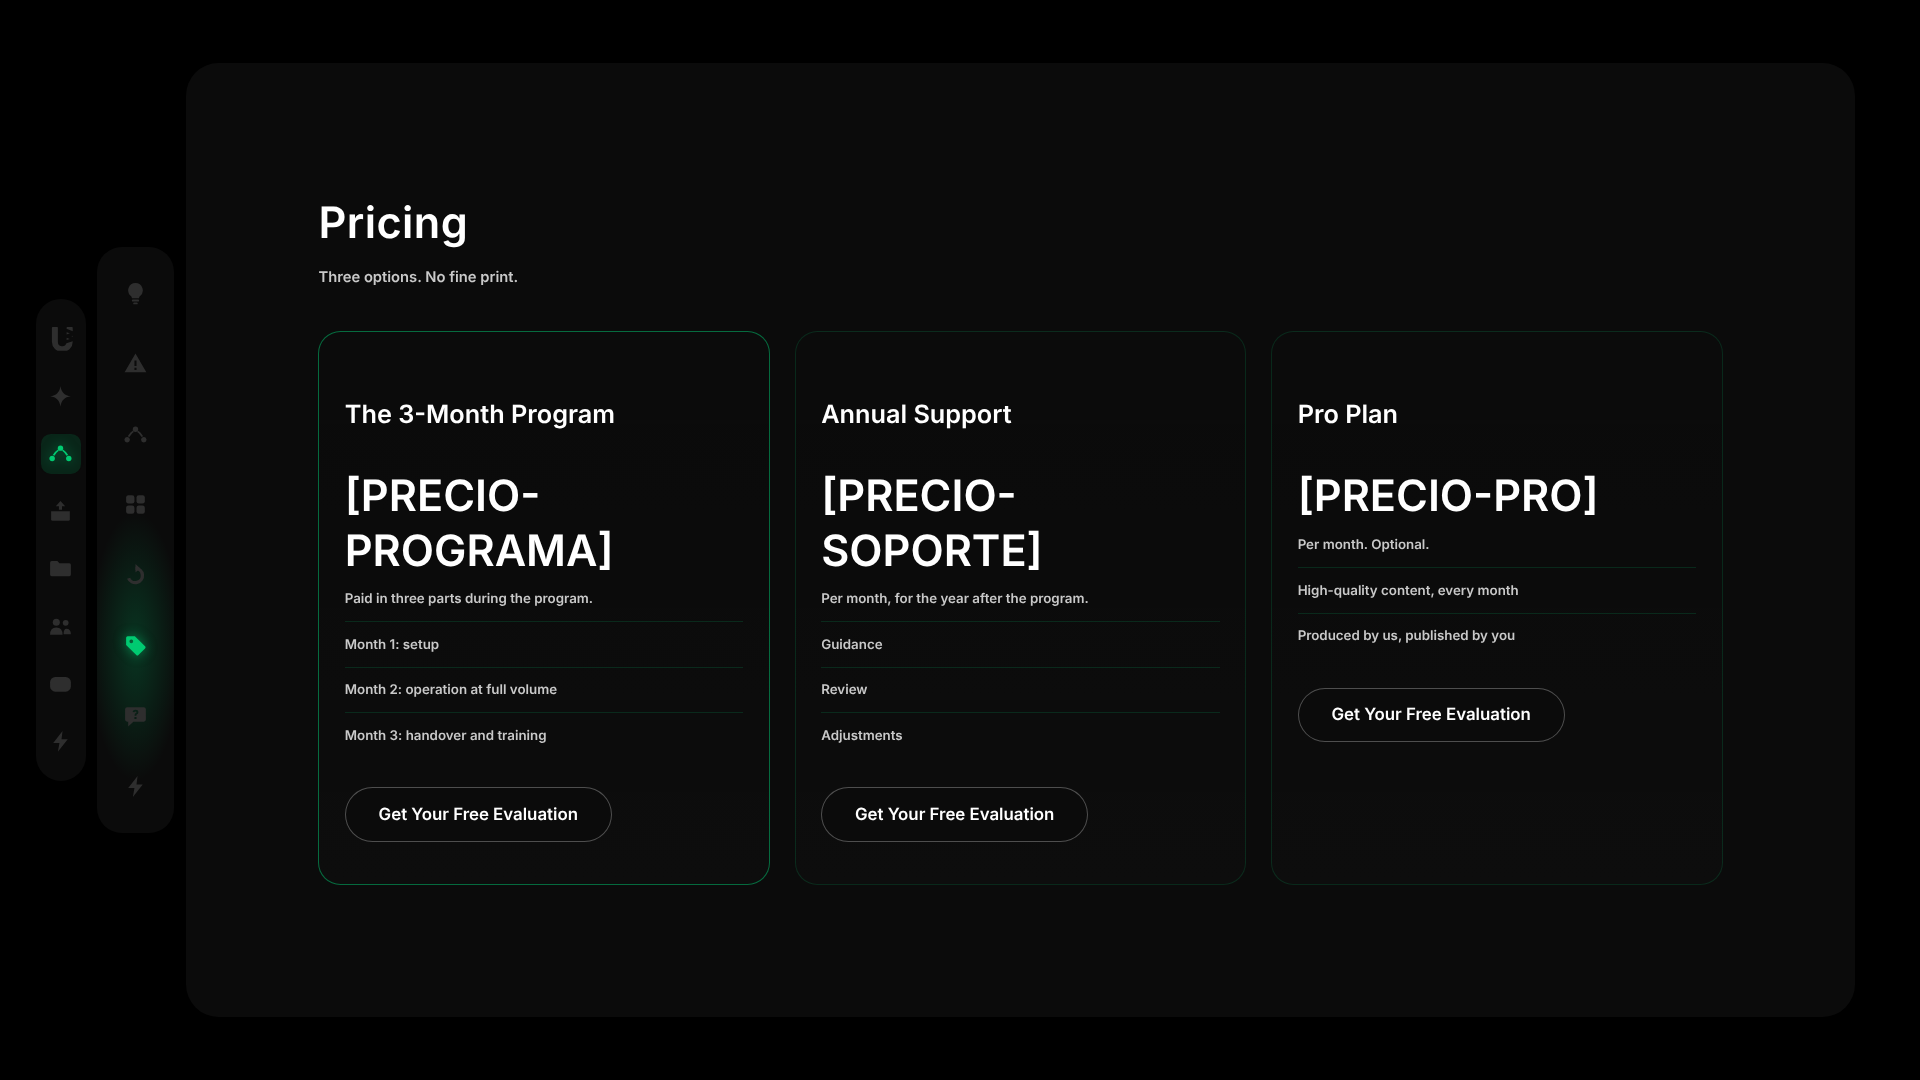 Pricing
Three options. No fine print.
The 3-Month Program
[PRECIO-
PROGRAMA]
Paid in three parts during the program.
Month 1: setup
Month 2: operation at full volume
Month 3: handover and training
Get Your Free Evaluation
Annual Support
[PRECIO-
SOPORTE]
Per month, for the year after the program.
Guidance
Review
Adjustments
Get Your Free Evaluation
Pro Plan
[PRECIO-PRO]
Per month. Optional.
High-quality content, every month
Produced by us, published by you
Get Your Free Evaluation